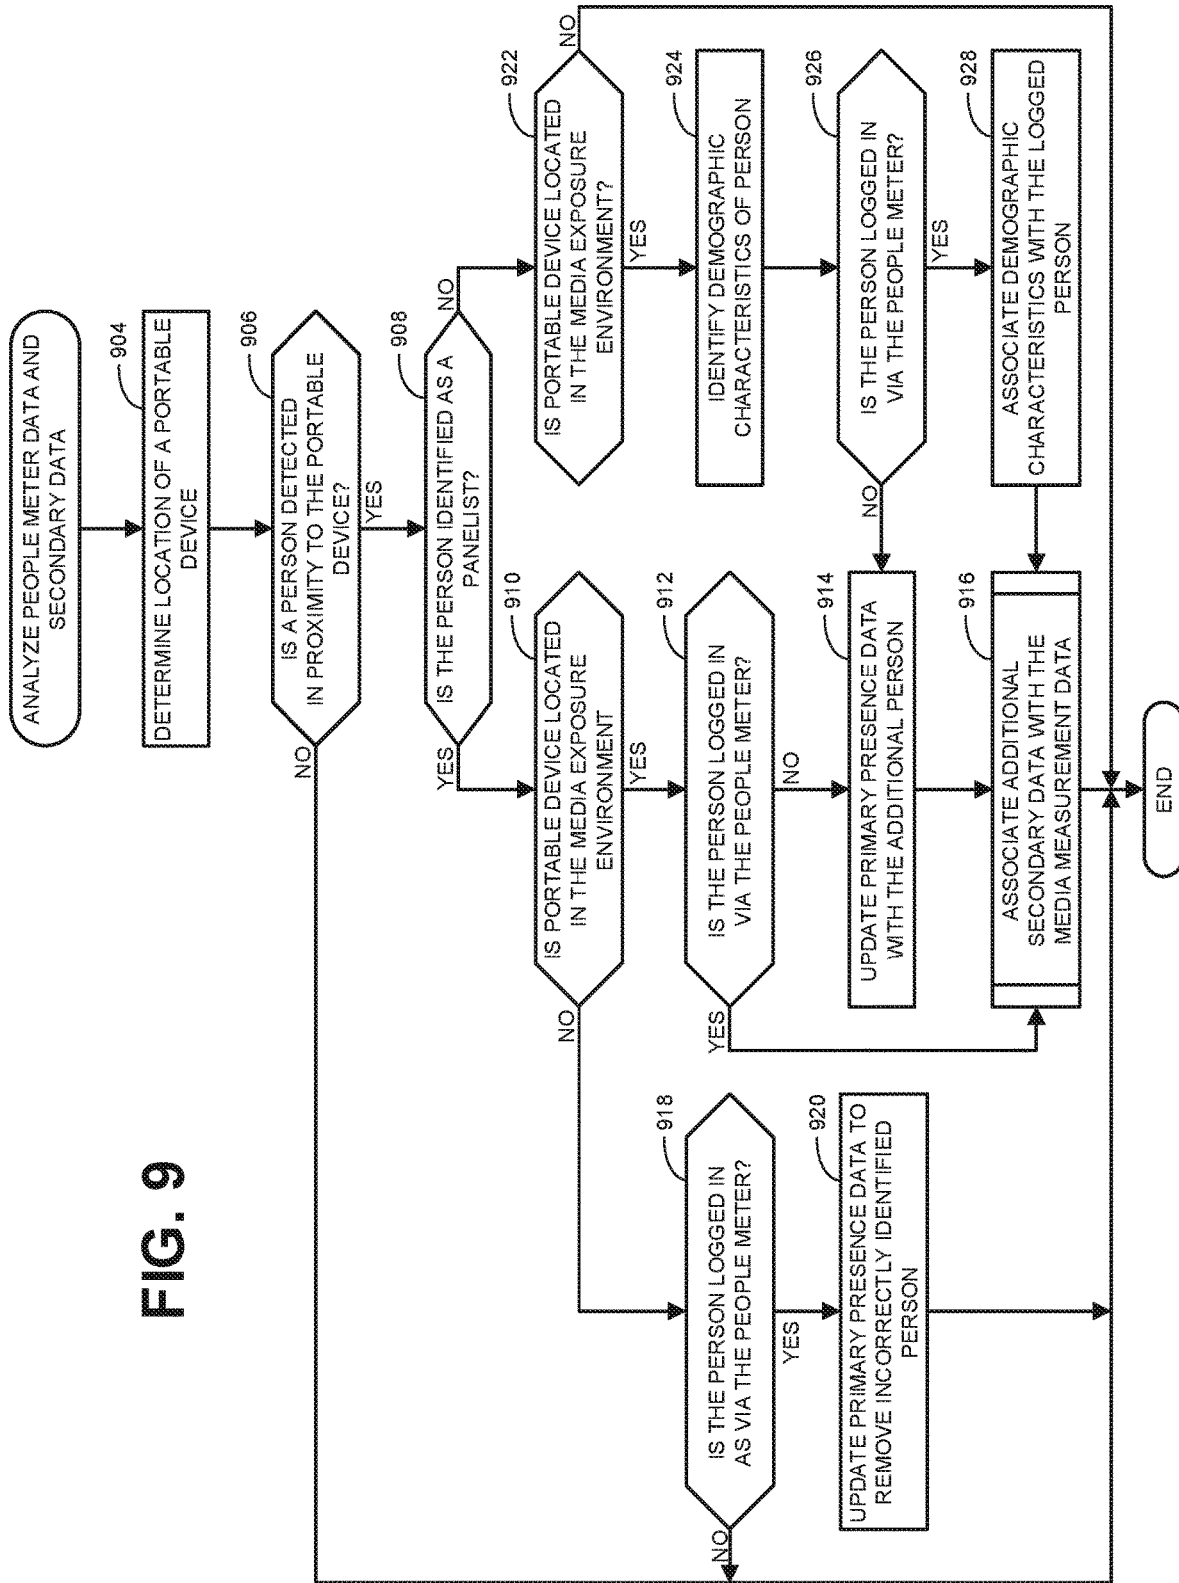 FIG. 9
ANALYZE PEOPLE METER DATA AND
SECONDARY DATA
904
DETERMINE LOCATION OF A PORTABLE
DEVICE
906
IS A PERSON DETECTED
IN PROXIMITY TO THE PORTABLE
DEVICE?
NO
YES
908
IS THE PERSON IDENTIFIED AS A
PANELIST?
YES
NO
910
IS PORTABLE DEVICE LOCATED
IN THE MEDIA EXPOSURE
ENVIRONMENT
NO
YES
912
IS THE PERSON LOGGED IN
VIA THE PEOPLE METER?
YES
NO
914
UPDATE PRIMARY PRESENCE DATA
WITH THE ADDITIONAL PERSON
916
ASSOCIATE ADDITIONAL
SECONDARY DATA WITH THE
MEDIA MEASUREMENT DATA
918
IS THE PERSON LOGGED IN
AS VIA THE PEOPLE METER?
NO
YES
920
UPDATE PRIMARY PRESENCE DATA TO
REMOVE INCORRECTLY IDENTIFIED
PERSON
922
IS PORTABLE DEVICE LOCATED
IN THE MEDIA EXPOSURE
ENVIRONMENT?
NO
YES
924
IDENTIFY DEMOGRAPHIC
CHARACTERISTICS OF PERSON
926
IS THE PERSON LOGGED IN
VIA THE PEOPLE METER?
NO
YES
928
ASSOCIATE DEMOGRAPHIC
CHARACTERISTICS WITH THE LOGGED
PERSON
END